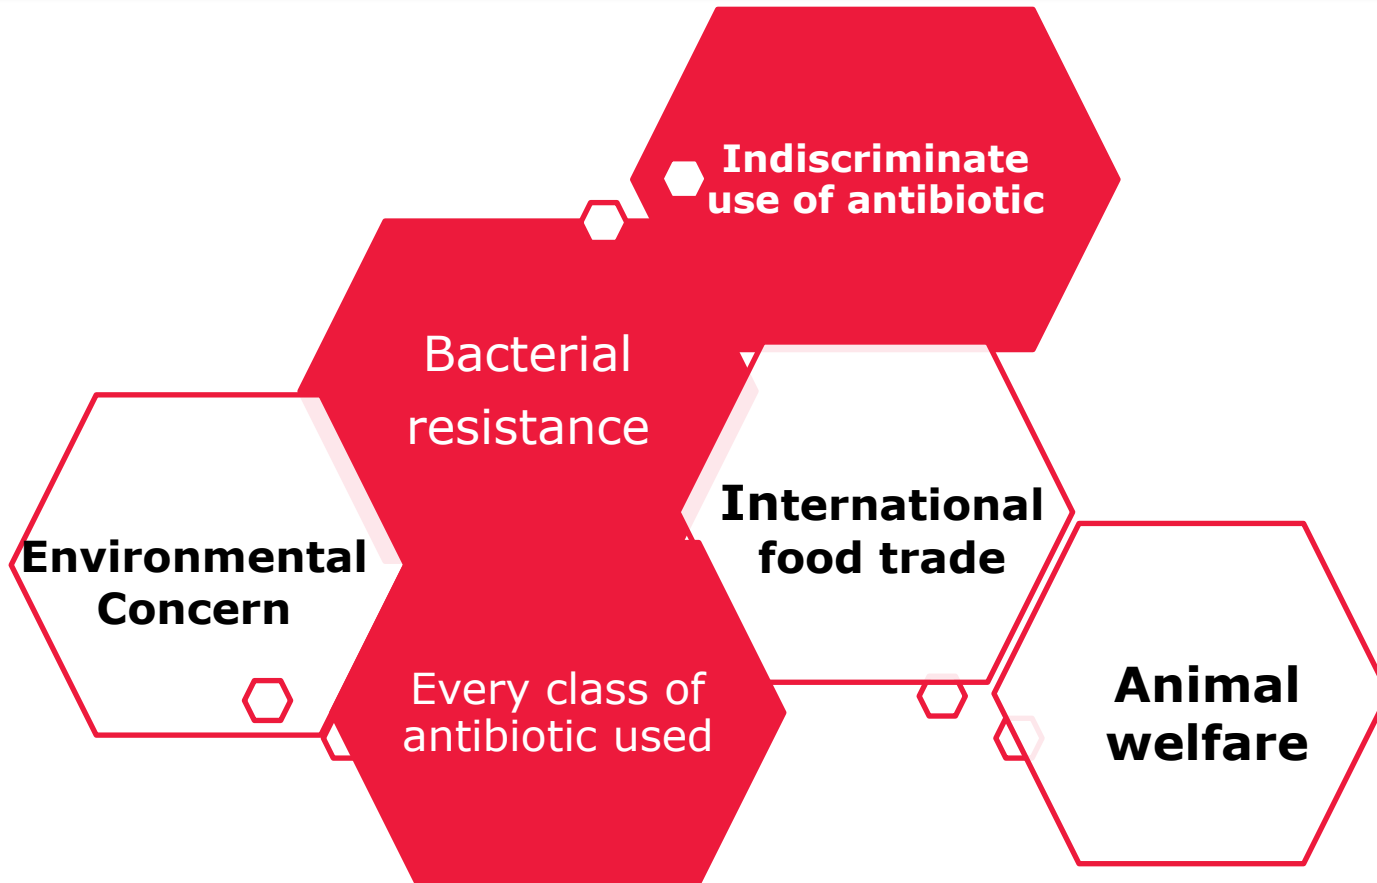 Indiscriminate
use of antibiotic
Bacterial
resistance
International
food trade
Environmental
Concern
Every class of
antibiotic used
Animal
welfare